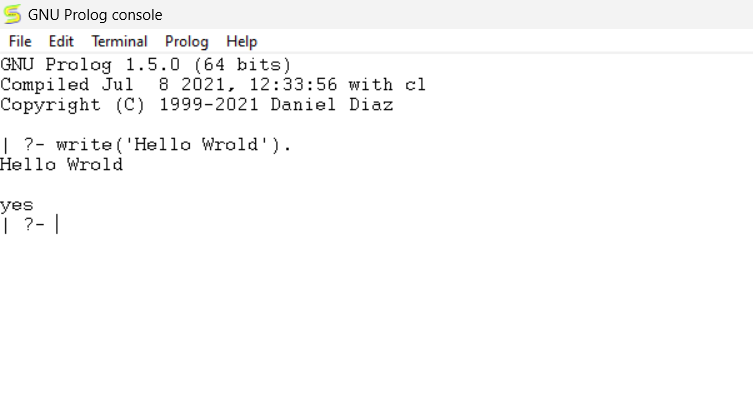 GNU Prolog console
File Edit Terminal Prolog Help
GNU Prolog 1.5.0 (64 bits)
Compiled Jul  8 2021, 12:33:56 with cl
Copyright (C) 1999-2021 Daniel Diaz
| ?- write('Hello Wrold').
Hello Wrold
yes
| ?-